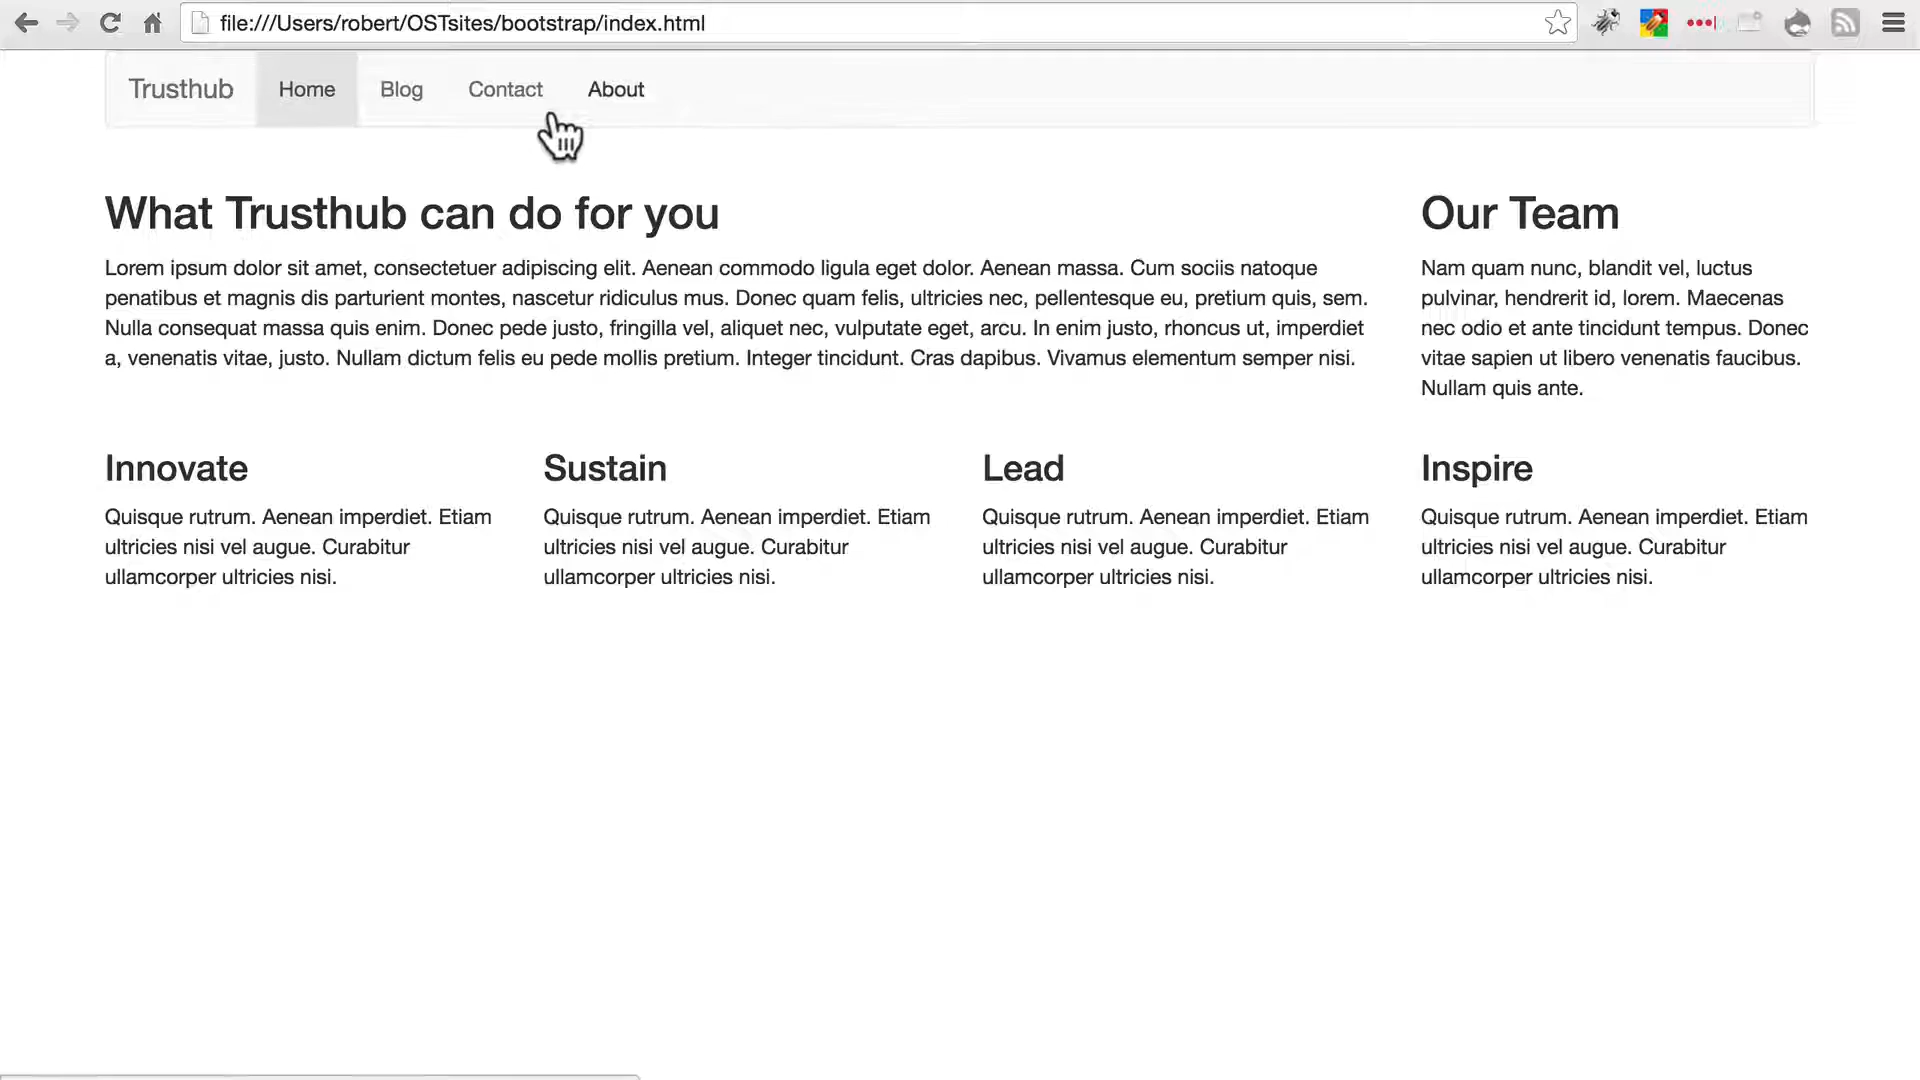 file:///Users/robert/OSTsites/bootstrap/index.html
Trusthub Home Blog Contact About
What Trusthub can do for you
Lorem ipsum dolor sit amet, consectetuer adipiscing elit. Aenean commodo ligula eget dolor. Aenean massa. Cum sociis natoque
penatibus et magnis dis parturient montes, nascetur ridiculus mus. Donec quam felis, ultricies nec, pellentesque eu, pretium quis, sem.
Nulla consequat massa quis enim. Donec pede justo, fringilla vel, aliquet nec, vulputate eget, arcu. In enim justo, rhoncus ut, imperdiet
a, venenatis vitae, justo. Nullam dictum felis eu pede mollis pretium. Integer tincidunt. Cras dapibus. Vivamus elementum semper nisi.
Our Team
Nam quam nunc, blandit vel, luctus
pulvinar, hendrerit id, lorem. Maecenas
nec odio et ante tincidunt tempus. Donec
vitae sapien ut libero venenatis faucibus.
Nullam quis ante.
Innovate
Quisque rutrum. Aenean imperdiet. Etiam
ultricies nisi vel augue. Curabitur
ullamcorper ultricies nisi.
Sustain
Quisque rutrum. Aenean imperdiet. Etiam
ultricies nisi vel augue. Curabitur
ullamcorper ultricies nisi.
Lead
Quisque rutrum. Aenean imperdiet. Etiam
ultricies nisi vel augue. Curabitur
ullamcorper ultricies nisi.
Inspire
Quisque rutrum. Aenean imperdiet. Etiam
ultricies nisi vel augue. Curabitur
ullamcorper ultricies nisi.